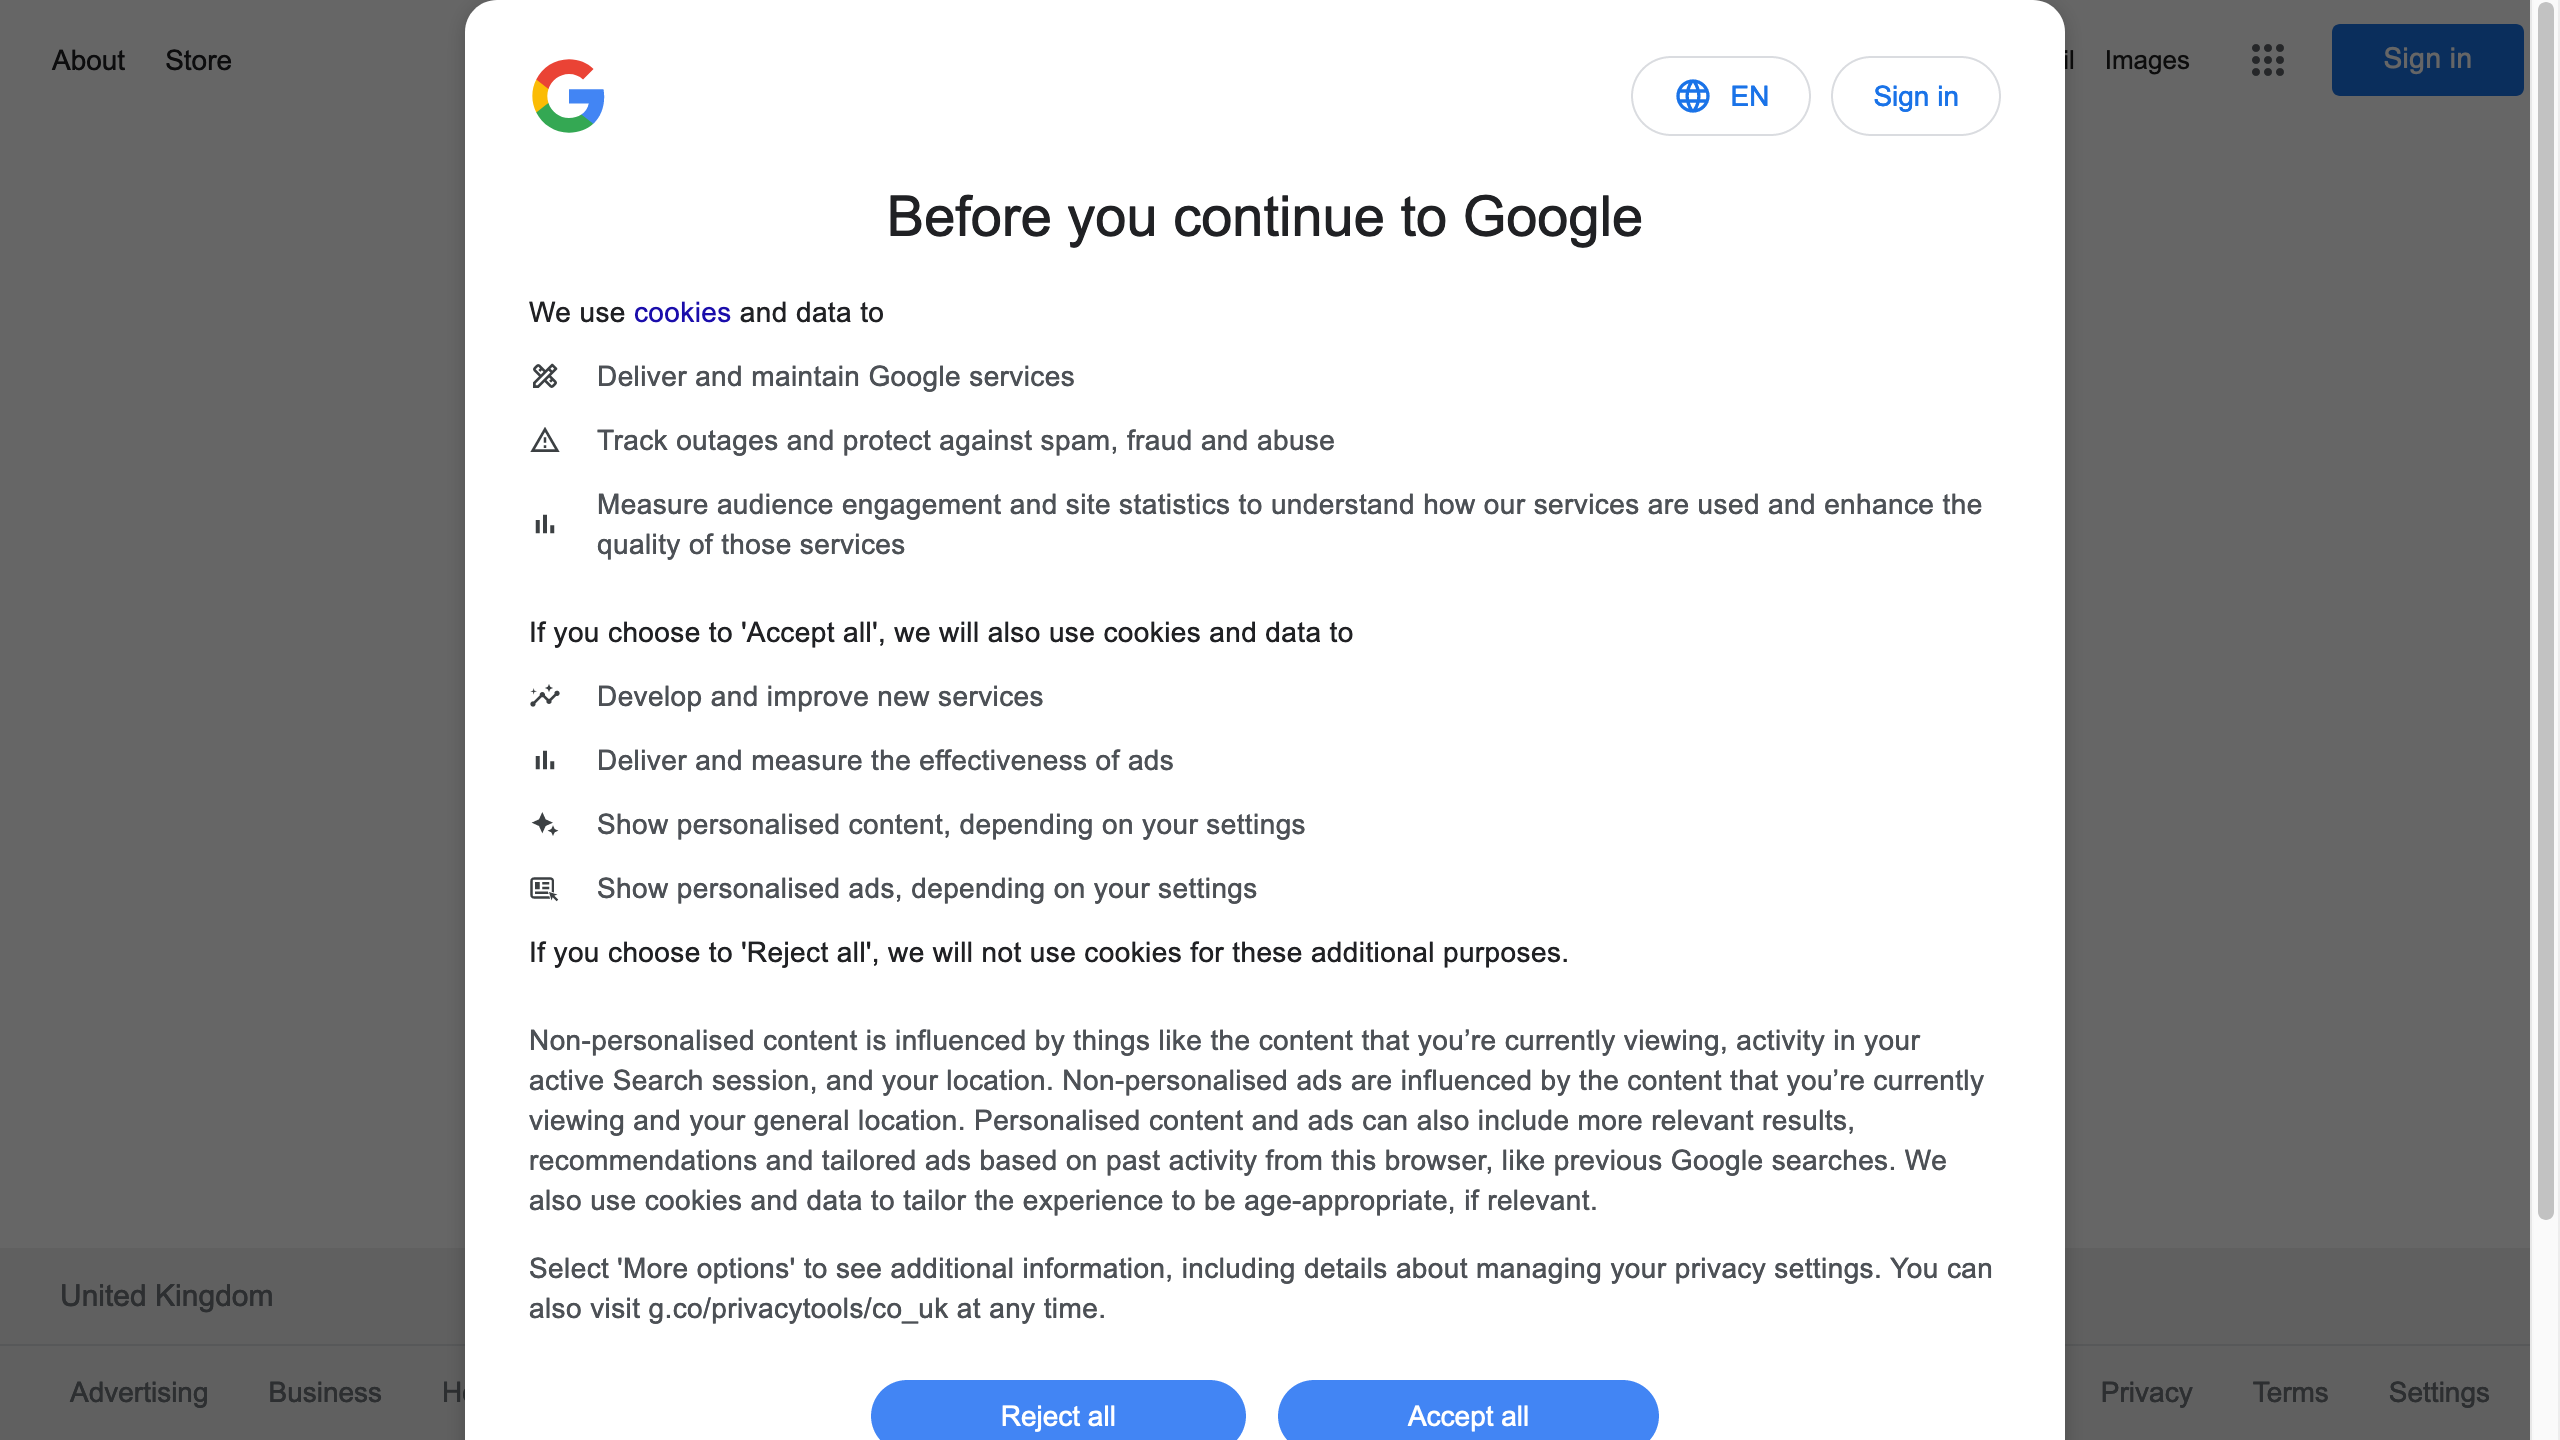 About Store
Images
Sign in
EN
Sign in
Before you continue to Google
We use cookies and data to
Deliver and maintain Google services
Track outages and protect against spam, fraud and abuse
Measure audience engagement and site statistics to understand how our services are used and enhance the
quality of those services
If you choose to 'Accept all', we will also use cookies and data to
Develop and improve new services
Deliver and measure the effectiveness of ads
Show personalised content, depending on your settings
Show personalised ads, depending on your settings
If you choose to 'Reject all', we will not use cookies for these additional purposes.
Non-personalised content is influenced by things like the content that you’re currently viewing, activity in your
active Search session, and your location. Non-personalised ads are influenced by the content that you’re currently
viewing and your general location. Personalised content and ads can also include more relevant results,
recommendations and tailored ads based on past activity from this browser, like previous Google searches. We
also use cookies and data to tailor the experience to be age-appropriate, if relevant.
Select 'More options' to see additional information, including details about managing your privacy settings. You can
also visit g.co/privacytools/co_uk at any time.
Reject all Accept all
United Kingdom
Advertising Business
Privacy Terms Settings